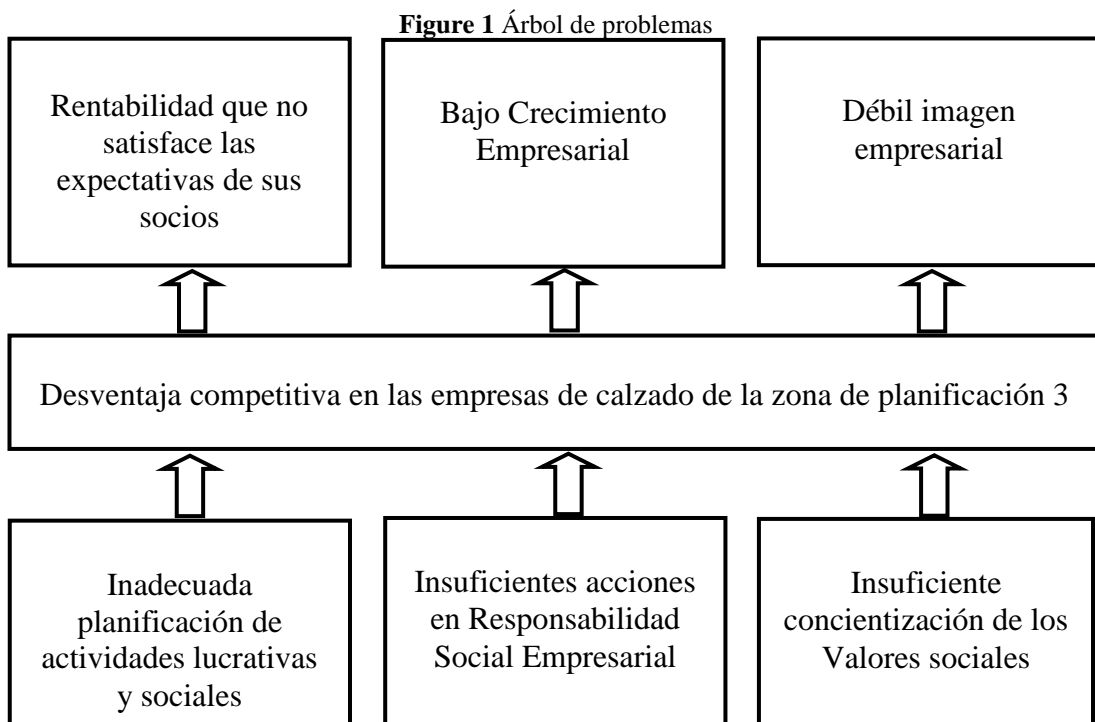 Figure 1 Árbol de problemas
Rentabilidad que no
satisface las
expectativas de sus
socios
Bajo Crecimiento
Empresarial
Débil imagen
empresarial
Desventaja competitiva en las empresas de calzado de la zona de planificación 3
Inadecuada
planificación de
actividades lucrativas
y sociales
Insuficientes acciones
en Responsabilidad
Social Empresarial
Insuficiente
concientización de los
Valores sociales